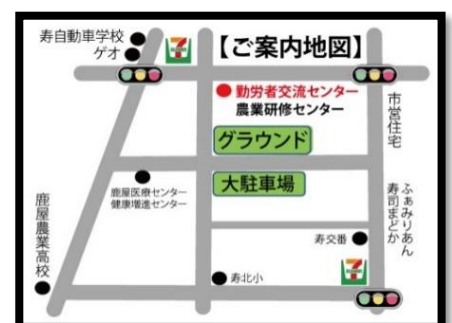 寿自動車学校
ゲオ
【ご案内地図】
勤労者交流センター
農業研修センター
グラウンド
大駐車場
市営住宅
鹿屋医療センター
健康増進センター
鹿屋農業高校
ふぁみりあん
寿司まどか
寿交番
寿北小